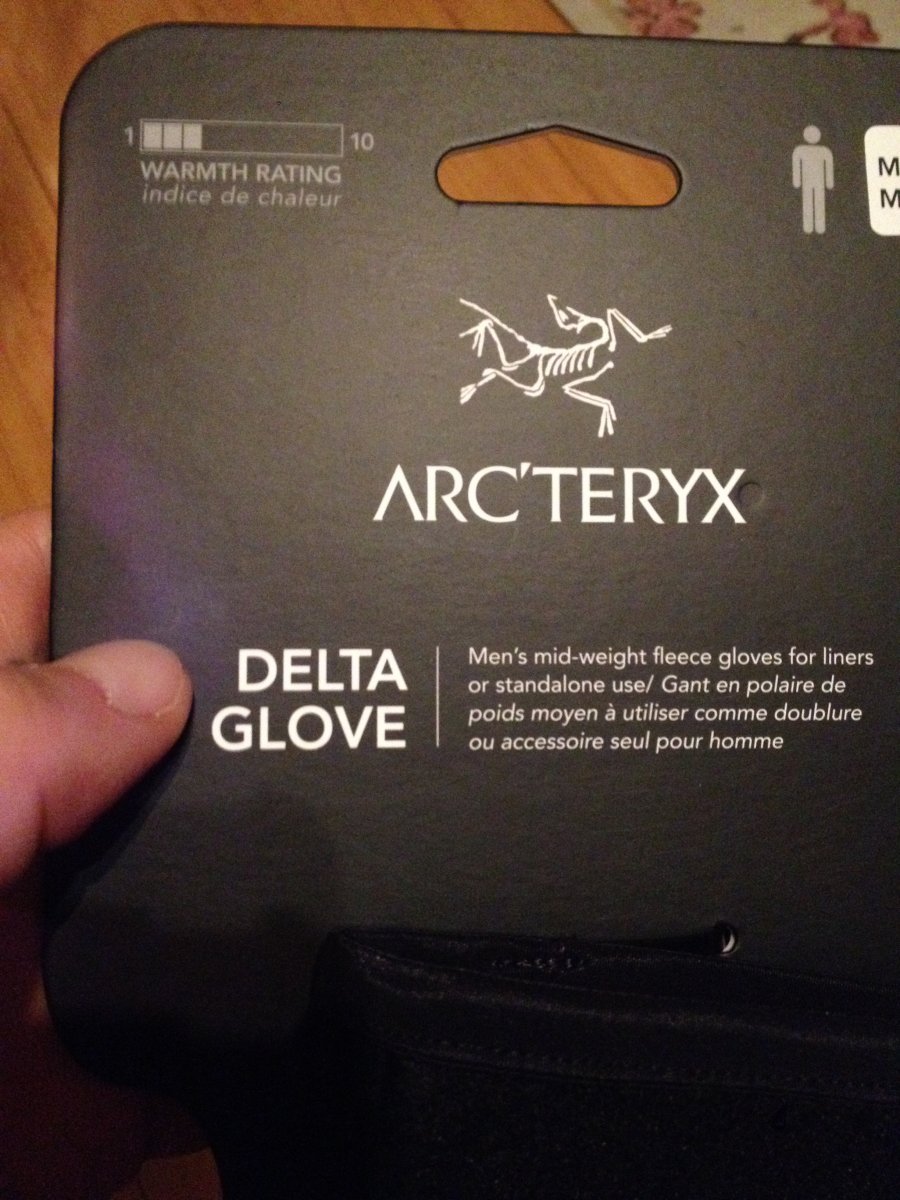 1 10
WARMTH RATING
indice de chaleur
M
M
ARC'TERYX
DELTA
GLOVE
Men's mid-weight fleece gloves for liners
or standalone use/ Gant en polaire de
poids moyen à utiliser comme doublure
ou accessoire seul pour homme